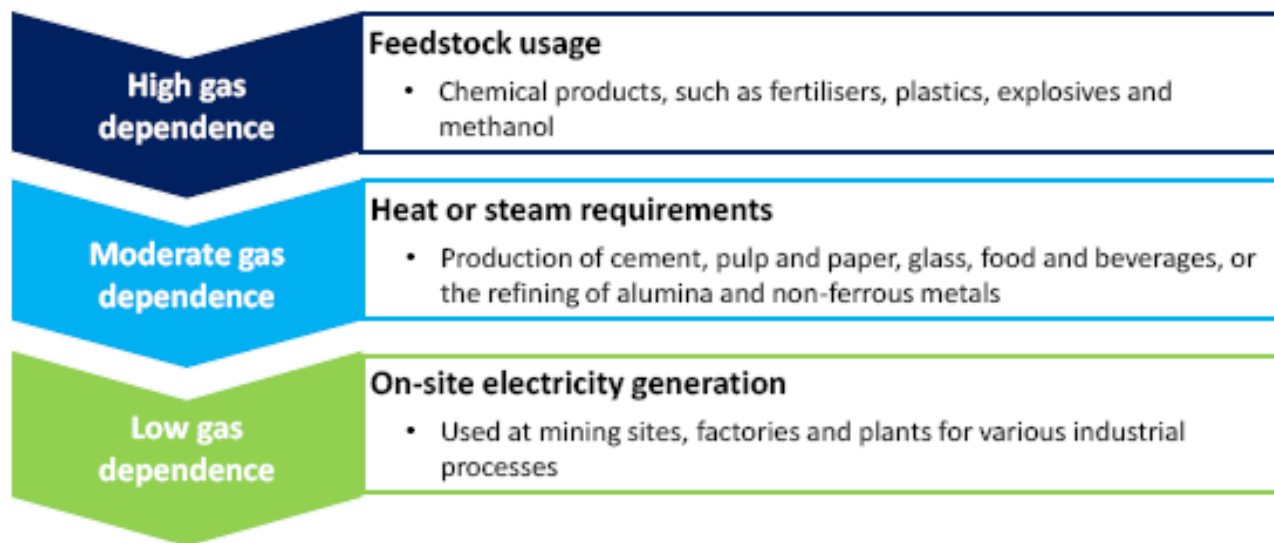 High gas
dependence
Feedstock usage
• Chemical products, such as fertilisers, plastics, explosives and
methanol
Moderate gas
dependence
Heat or steam requirements
• Production of cement, pulp and paper, glass, food and beverages, or
the refining of alumina and non-ferrous metals
Low gas
dependence
On-site electricity generation
• Used at mining sites, factories and plants for various industrial
processes